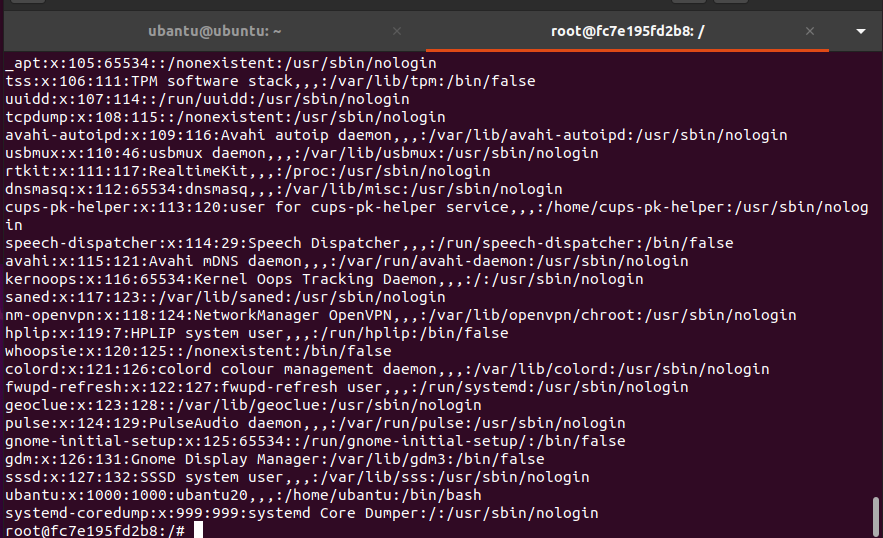 ubantu@ubuntu: ~
root@fc7e195fd2b8: /
_apt:x:105:65534::/nonexistent:/usr/sbin/nologin
tss:x:106:111:TPM software stack,,,:/var/lib/tpm:/bin/false
uuidd:x:107:114::/run/uuidd:/usr/sbin/nologin
tcpdump:x:108:115::/nonexistent:/usr/sbin/nologin
avahi-autoipd:x:109:116:Avahi autoip daemon,,,:/var/lib/avahi-autoipd:/usr/sbin/nologin
usbmux:x:110:46:usbmux daemon,,,:/var/lib/usbmux:/usr/sbin/nologin
rtkit:x:111:117:RealtimeKit,,,:/proc:/usr/sbin/nologin
dnsmasq:x:112:65534:dnsmasq,,,:/var/lib/misc:/usr/sbin/nologin
cups-pk-helper:x:113:120:user for cups-pk-helper service,,,:/home/cups-pk-helper:/usr/sbin/nolog
in
speech-dispatcher:x:114:29:Speech Dispatcher,,,:/run/speech-dispatcher:/bin/false
avahi:x:115:121:Avahi mDNS daemon,,,:/var/run/avahi-daemon:/usr/sbin/nologin
kernoops:x:116:65534:Kernel Oops Tracking Daemon,,,:/:/usr/sbin/nologin
saned:x:117:123::/var/lib/saned:/usr/sbin/nologin
nm-openvpn:x:118:124:NetworkManager OpenVPN,,,:/var/lib/openvpn/chroot:/usr/sbin/nologin
hplip:x:119:7:HPLIP system user,,,:/run/hplip:/bin/false
whoopsie:x:120:125::/nonexistent:/bin/false
colord:x:121:126:colord colour management daemon,,,:/var/lib/colord:/usr/sbin/nologin
fwupd-refresh:x:122:127:fwupd-refresh user,,,:/run/systemd:/usr/sbin/nologin
geoclue:x:123:128::/var/lib/geoclue:/usr/sbin/nologin
pulse:x:124:129:PulseAudio daemon,,,:/var/run/pulse:/usr/sbin/nologin
gnome-initial-setup:x:125:65534::/run/gnome-initial-setup/:/bin/false
gdm:x:126:131:Gnome Display Manager:/var/lib/gdm3:/bin/false
sssd:x:127:132:SSSD system user,,,:/var/lib/sss:/usr/sbin/nologin
ubantu:x:1000:1000:ubantu20,,,:/home/ubantu:/bin/bash
systemd-coredump:x:999:999:systemd Core Dumper:/:/usr/sbin/nologin
root@fc7e195fd2b8:/#